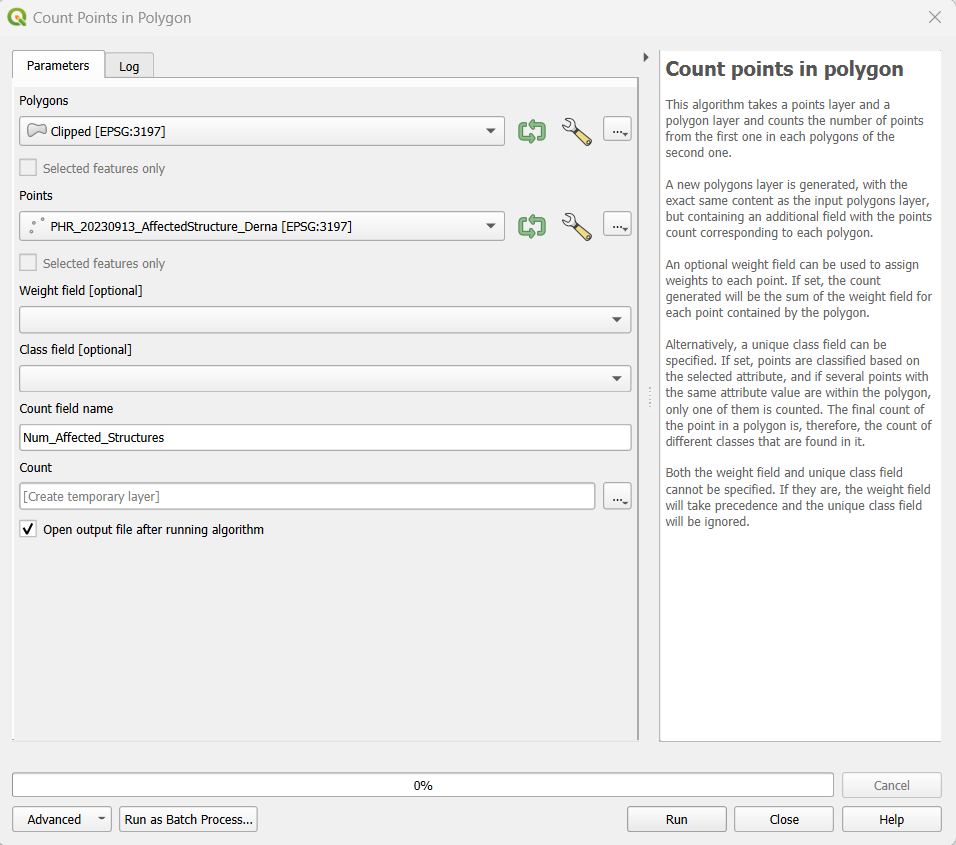 Count Points in Polygon
Parameters
Log
Polygons
Clipped [EPSG:3197]
...
Selected features only
Points
PHR_20230913_AffectedStructure_Derna [EPSG:3197]
...
Selected features only
Weight field [optional]
Class field [optional]
Count field name
Num_Affected_Structures
Count
[Create temporary layer]
...
Open output file after running algorithm
Count points in polygon
This algorithm takes a points layer and a
polygon layer and counts the number of points
from the first one in each polygons of the
second one.
A new polygons layer is generated, with the
exact same content as the input polygons layer,
but containing an additional field with the points
count corresponding to each polygon.
An optional weight field can be used to assign
weights to each point. If set, the count
generated will be the sum of the weight field for
each point contained by the polygon.
Alternatively, a unique class field can be
specified. If set, points are classified based on
the selected attribute, and if several points with
the same attribute value are within the polygon,
only one of them is counted. The final count of
the point in a polygon is, therefore, the count of
different classes that are found in it.
Both the weight field and unique class field
cannot be specified. If they are, the weight field
will take precedence and the unique class field
will be ignored.
0%
Cancel
Advanced
Run as Batch Process...
Run
Close
Help